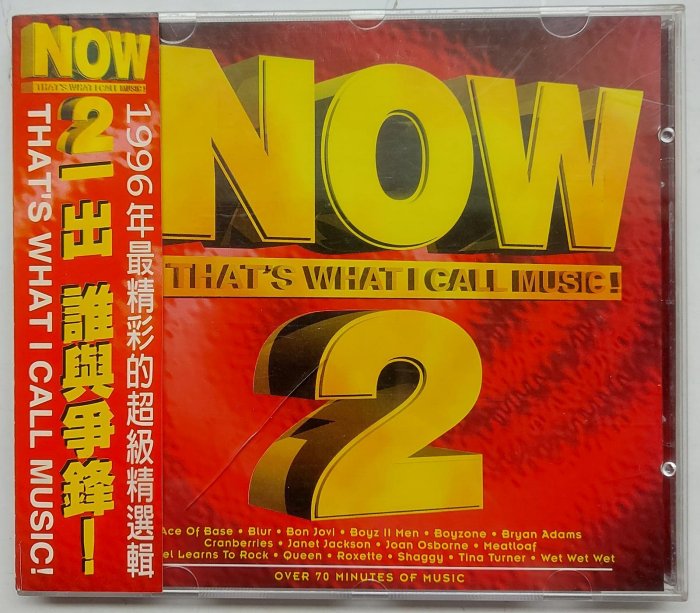 NOW
THAT'S WHAT I CALL MUSIC!
2一出 誰與爭鋒!
THAT'S WHAT I CALL MUSIC!
1996年最精彩的超級精選輯
NOW
THAT'S WHAT I CALL MUSIC!
2
Ace Of Base • Blur • Bon Jovi • Boyz II Men • Boyzone • Bryan Adams
Cranberries • Janet Jackson • Joan Osborne • Meatloaf
el Learns To Rock • Queen • Roxette • Shaggy • Tina Turner • Wet Wet Wet
OVER 70 MINUTES OF MUSIC